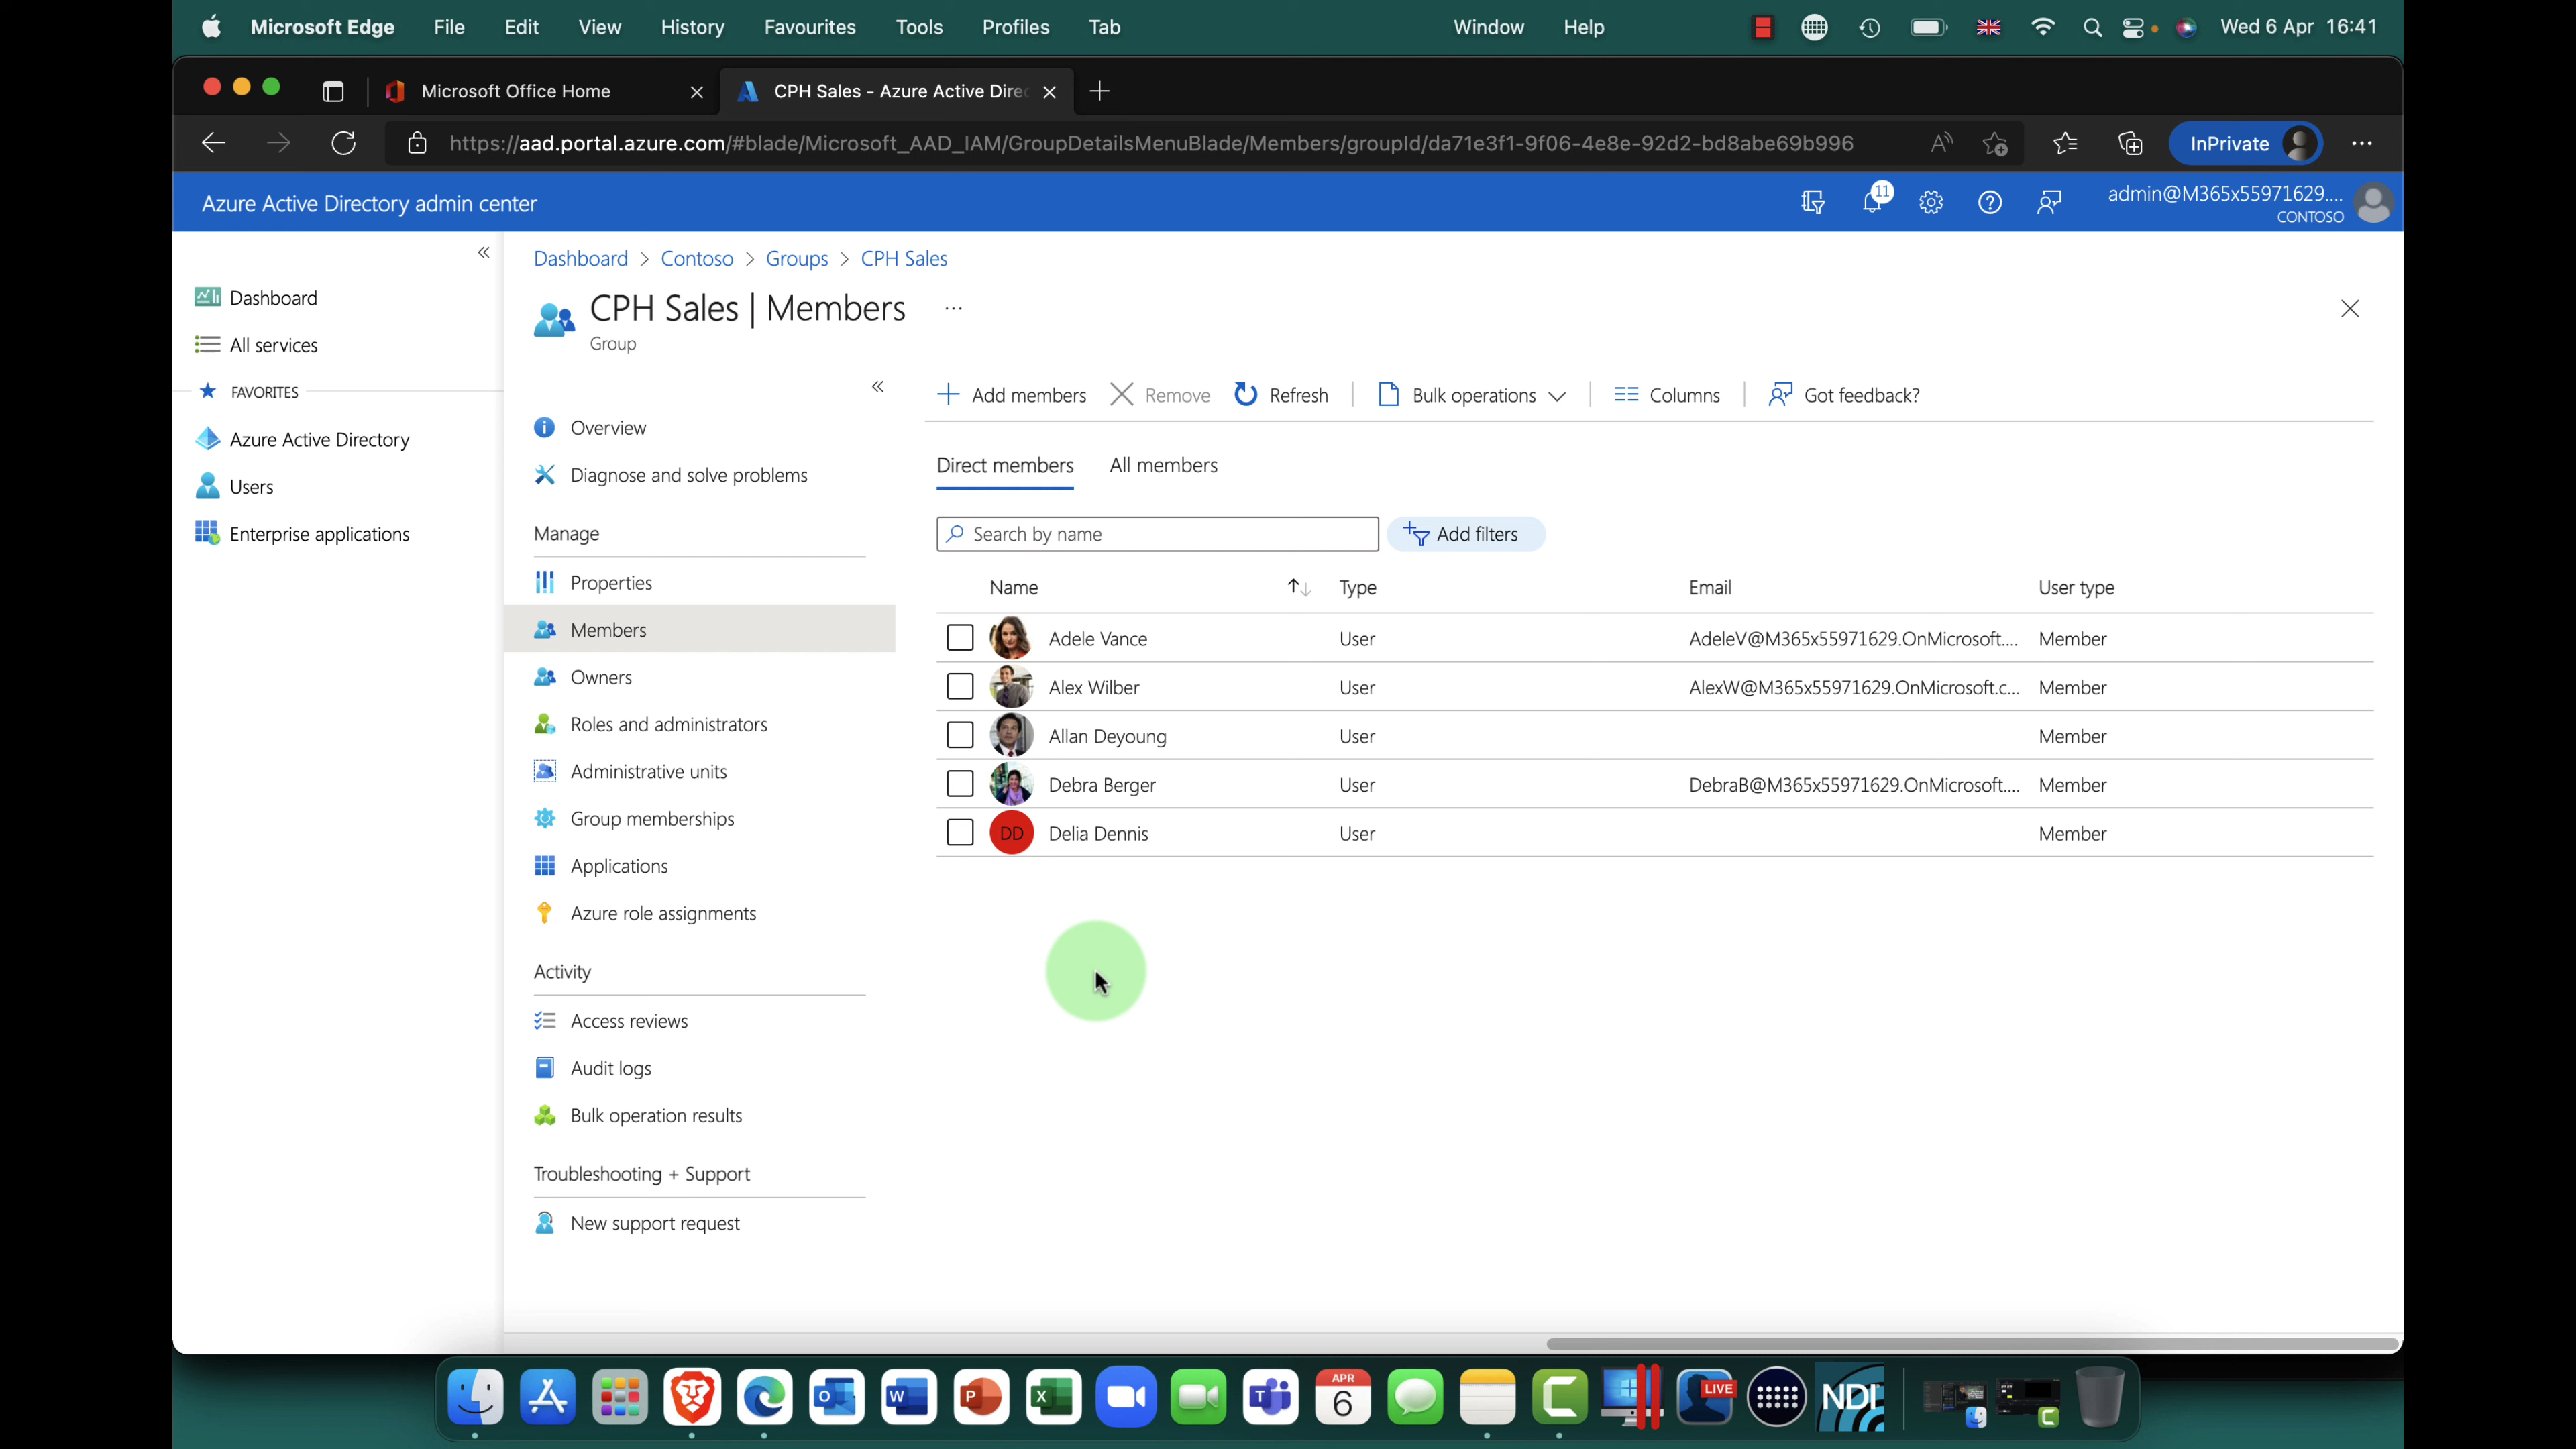 Microsoft Edge File Edit View History Favourites Tools Profiles Tab Window Help Wed 6 Apr 16:41
Microsoft Office Home CPH Sales - Azure Active Dire
https://aad.portal.azure.com/#blade/Microsoft_AAD_IAM/GroupDetailsMenuBlade/Members/groupId/da71e3f1-9f06-4e8e-92d2-bd8abe69b996 InPrivate
Azure Active Directory admin center 11 admin@M365x55971629....
CONTOSO
Dashboard
All services
FAVORITES
Azure Active Directory
Users
Enterprise applications
Dashboard > Contoso > Groups > CPH Sales
CPH Sales | Members ...
Group
Overview
Diagnose and solve problems
Manage
Properties
Members
Owners
Roles and administrators
Administrative units
Group memberships
Applications
Azure role assignments
Activity
Access reviews
Audit logs
Bulk operation results
Troubleshooting + Support
New support request
Add members Remove Refresh Bulk operations Columns Got feedback?
Direct members All members
Search by name Add filters
Name Type Email User type
Adele Vance User AdeleV@M365x55971629.OnMicrosoft.... Member
Alex Wilber User AlexW@M365x55971629.OnMicrosoft.c... Member
Allan Deyoung User Member
Debra Berger User DebraB@M365x55971629.OnMicrosoft.... Member
DD Delia Dennis User Member
APR
6
LIVE
NDI